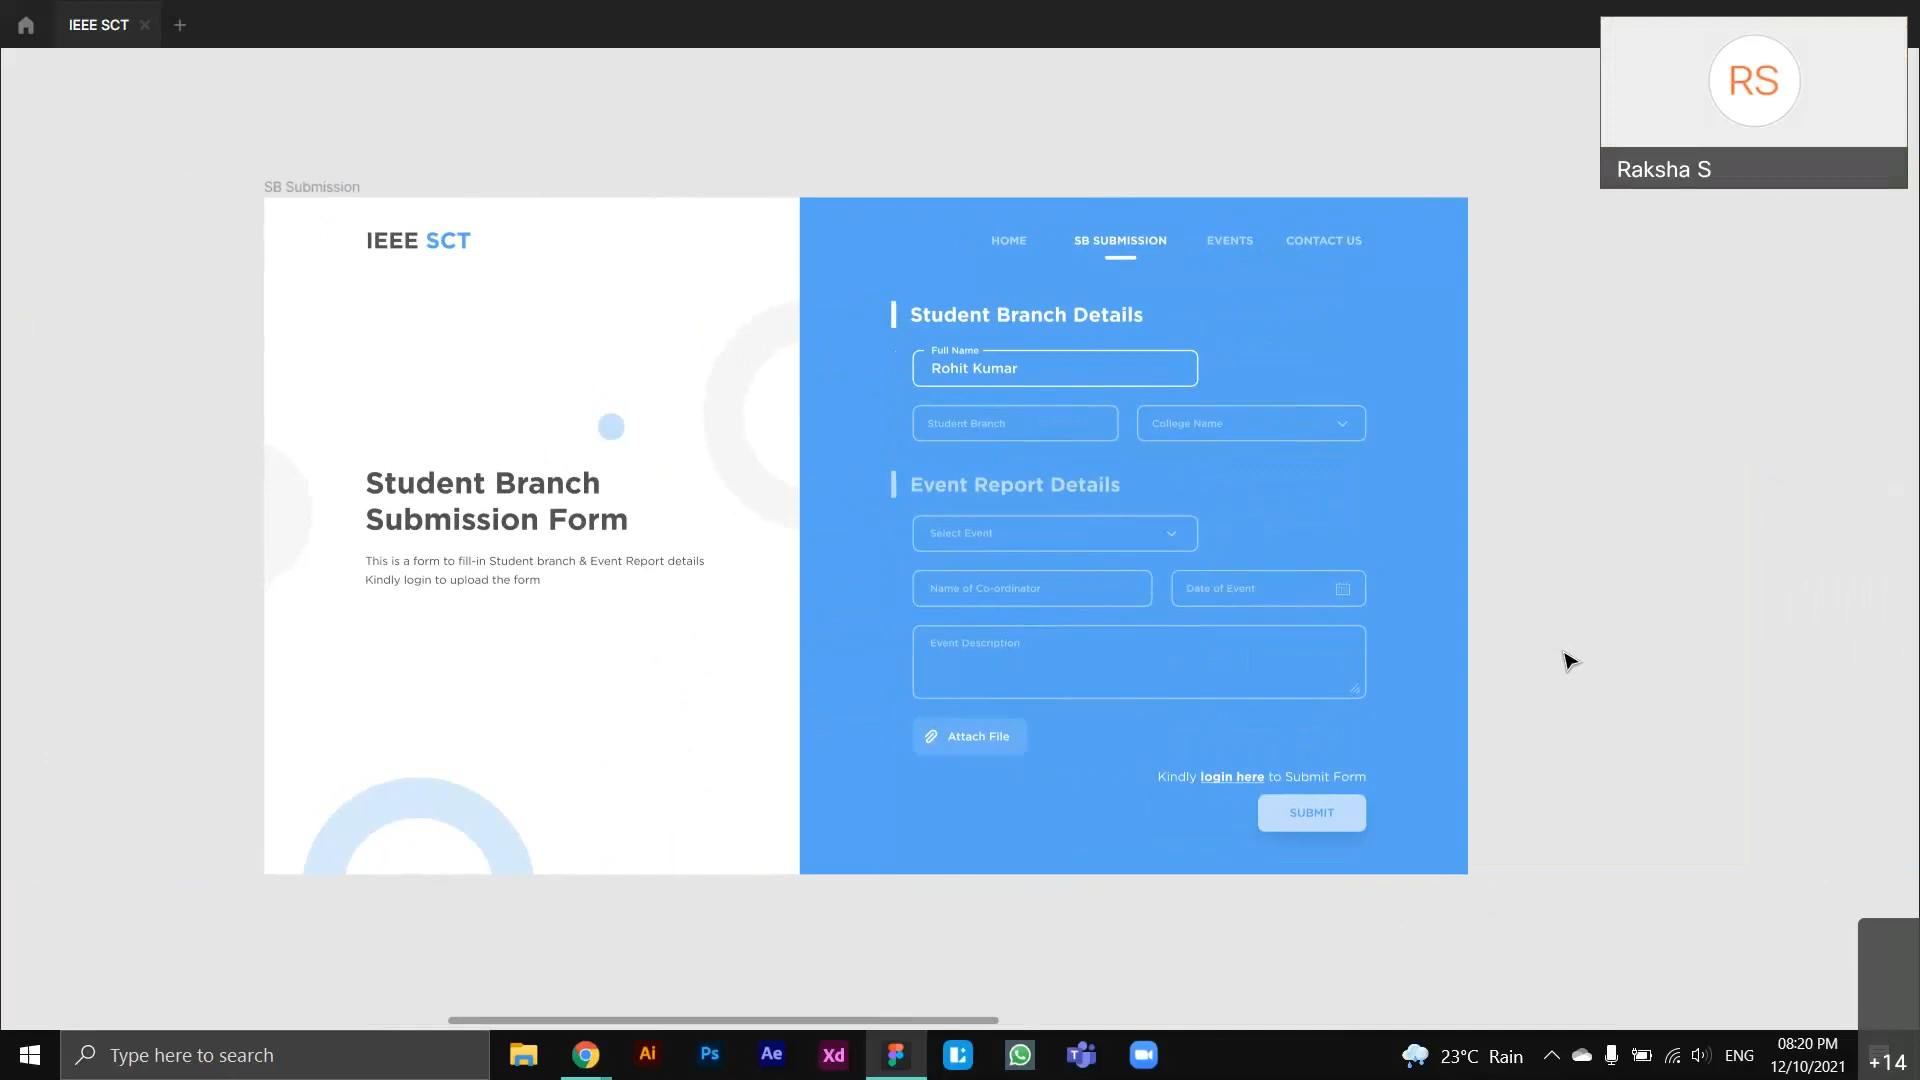 IEEE SCT
RS
Raksha S
SB Submission
IEEE SCT
HOME
SB SUBMISSION
EVENTS
CONTACT US
Student Branch Details
Full Name
Rohit Kumar
Student Branch
College Name
Student Branch
Submission Form
This is a form to fill-in Student branch & Event Report details
Kindly login to upload the form
Event Report Details
Select Event
Name of Co-ordinator
Date of Event
Event Description
Attach File
Kindly login here to Submit Form
SUBMIT
Type here to search
Ai
Ps
Ae
Xd
23°C Rain
ENG
08:20 PM
12/10/2021
+14